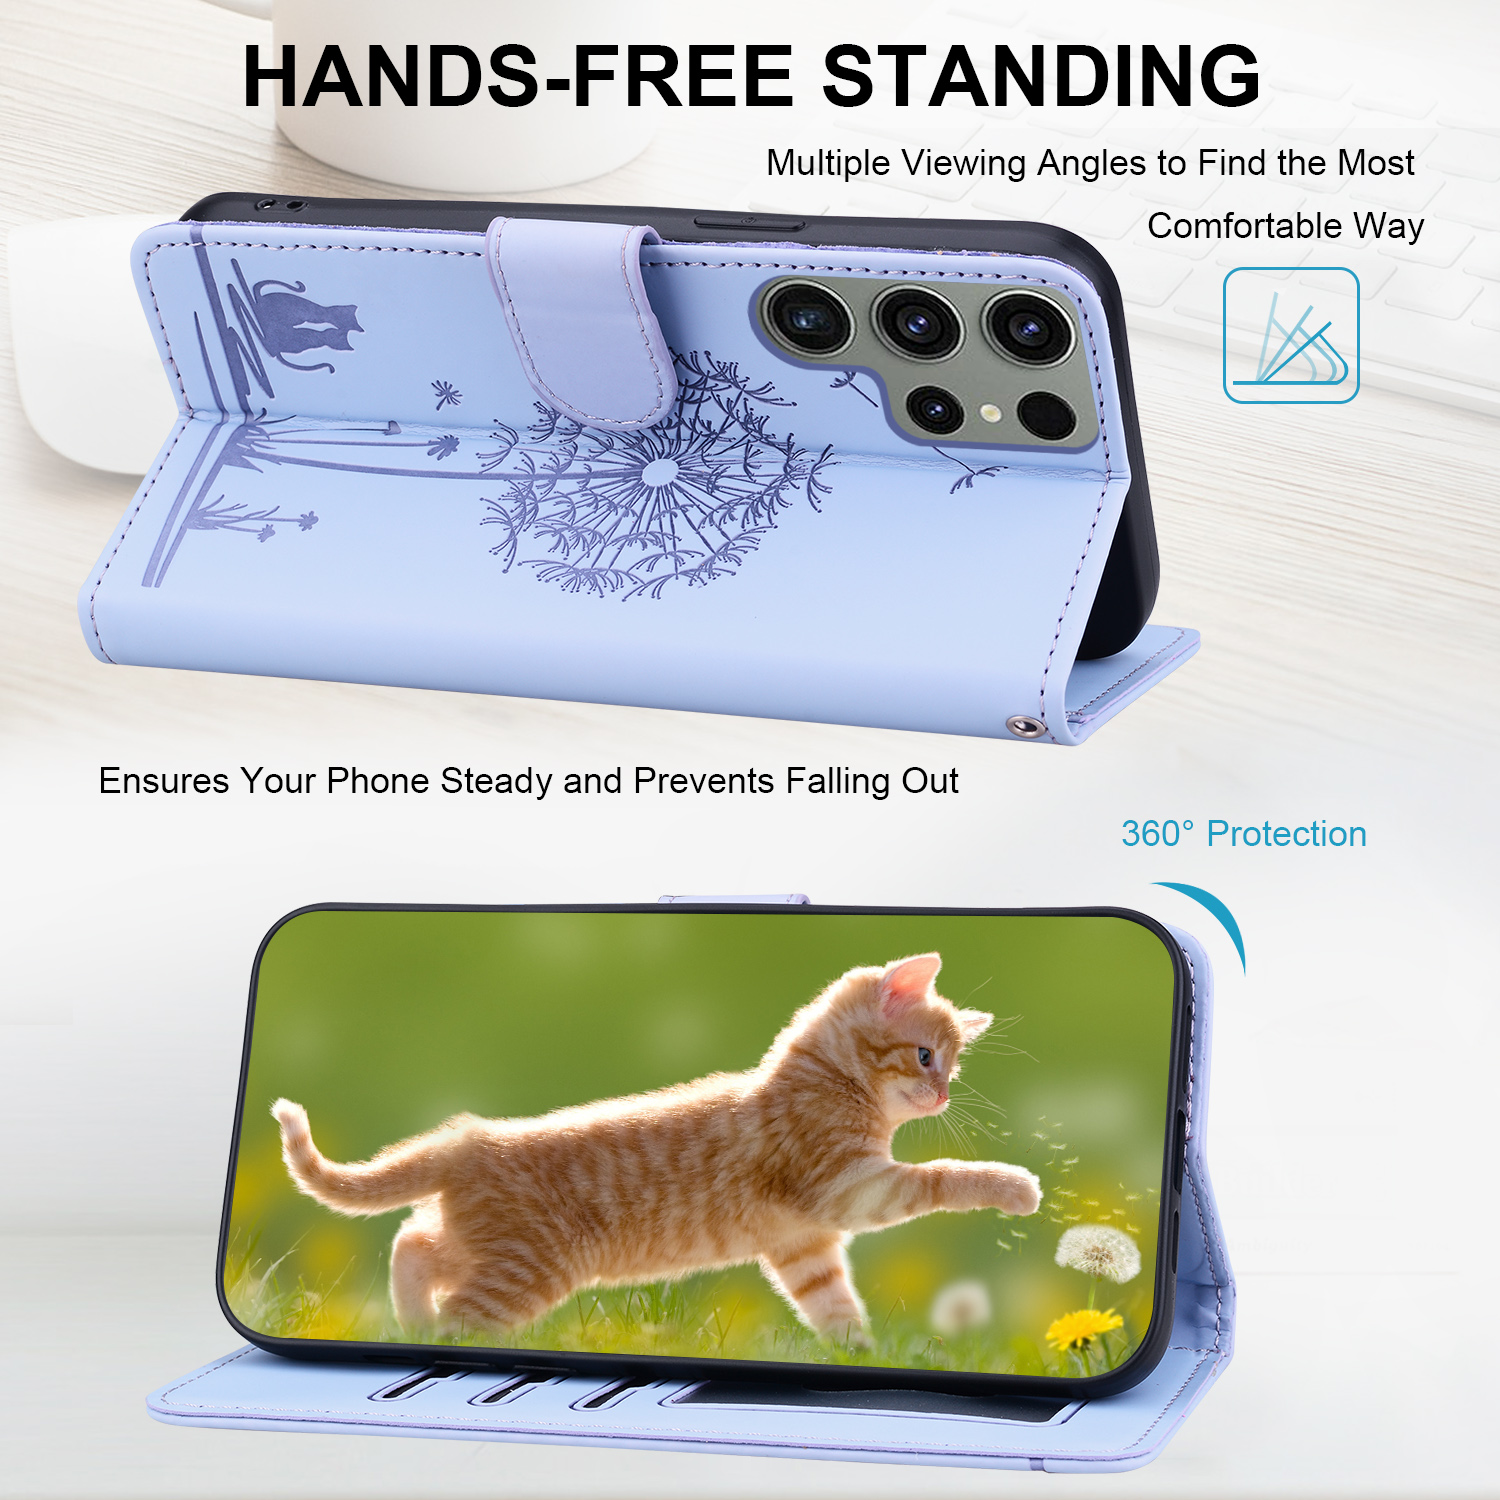 HANDS-FREE STANDING
Multiple Viewing Angles to Find the Most
Comfortable Way
Ensures Your Phone Steady and Prevents Falling Out
360° Protection